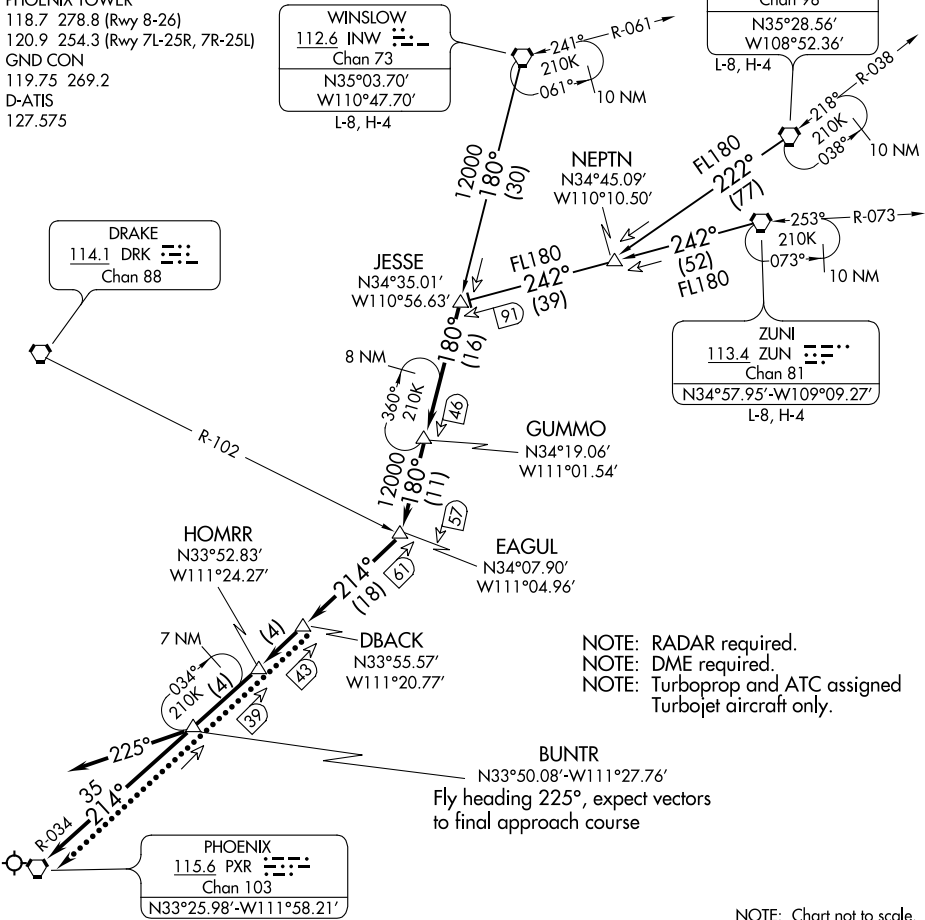 PHOENIX TOWER
118.7 278.8 (Rwy 8-26)
120.9 254.3 (Rwy 7L-25R, 7R-25L)
GND CON
119.75 269.2
D-ATIS
127.575
WINSLOW
112.6 INW
Chan 73
N35°03.70'
W110°47.70'
L-8, H-4
241°
R-061
210K
061°
10 NM
Chan 96
N35°28.56'
W108°52.36'
L-8, H-4
R-038
218°
210K
038°
10 NM
12000
180°
(30)
NEPTN
N34°45.09'
W110°10.50'
FL180
222°
(77)
253°
R-073
210K
073°
10 NM
242°
(52)
FL180
DRAKE
114.1 DRK
Chan 88
JESSE
N34°35.01'
W110°56.63'
FL180
242°
(39)
91
ZUNI
113.4 ZUN
Chan 81
N34°57.95'-W109°09.27'
L-8, H-4
180°
(16)
8 NM
360°
210K
46
GUMMO
N34°19.06'
W111°01.54'
R-102
12000
180°
(11)
57
EAGUL
N34°07.90'
W111°04.96'
HOMRR
N33°52.83'
W111°24.27'
214°
(18)
61
(4)
DBACK
N33°55.57'
W111°20.77'
43
7 NM
034°
210K
(4)
39
NOTE: RADAR required.
NOTE: DME required.
NOTE: Turboprop and ATC assigned
Turbojet aircraft only.
225°
BUNTR
N33°50.08'-W111°27.76'
Fly heading 225°, expect vectors
to final approach course
35
214°
R-034
PHOENIX
115.6 PXR
Chan 103
N33°25.98'-W111°58.21'
NOTE: Chart not to scale.